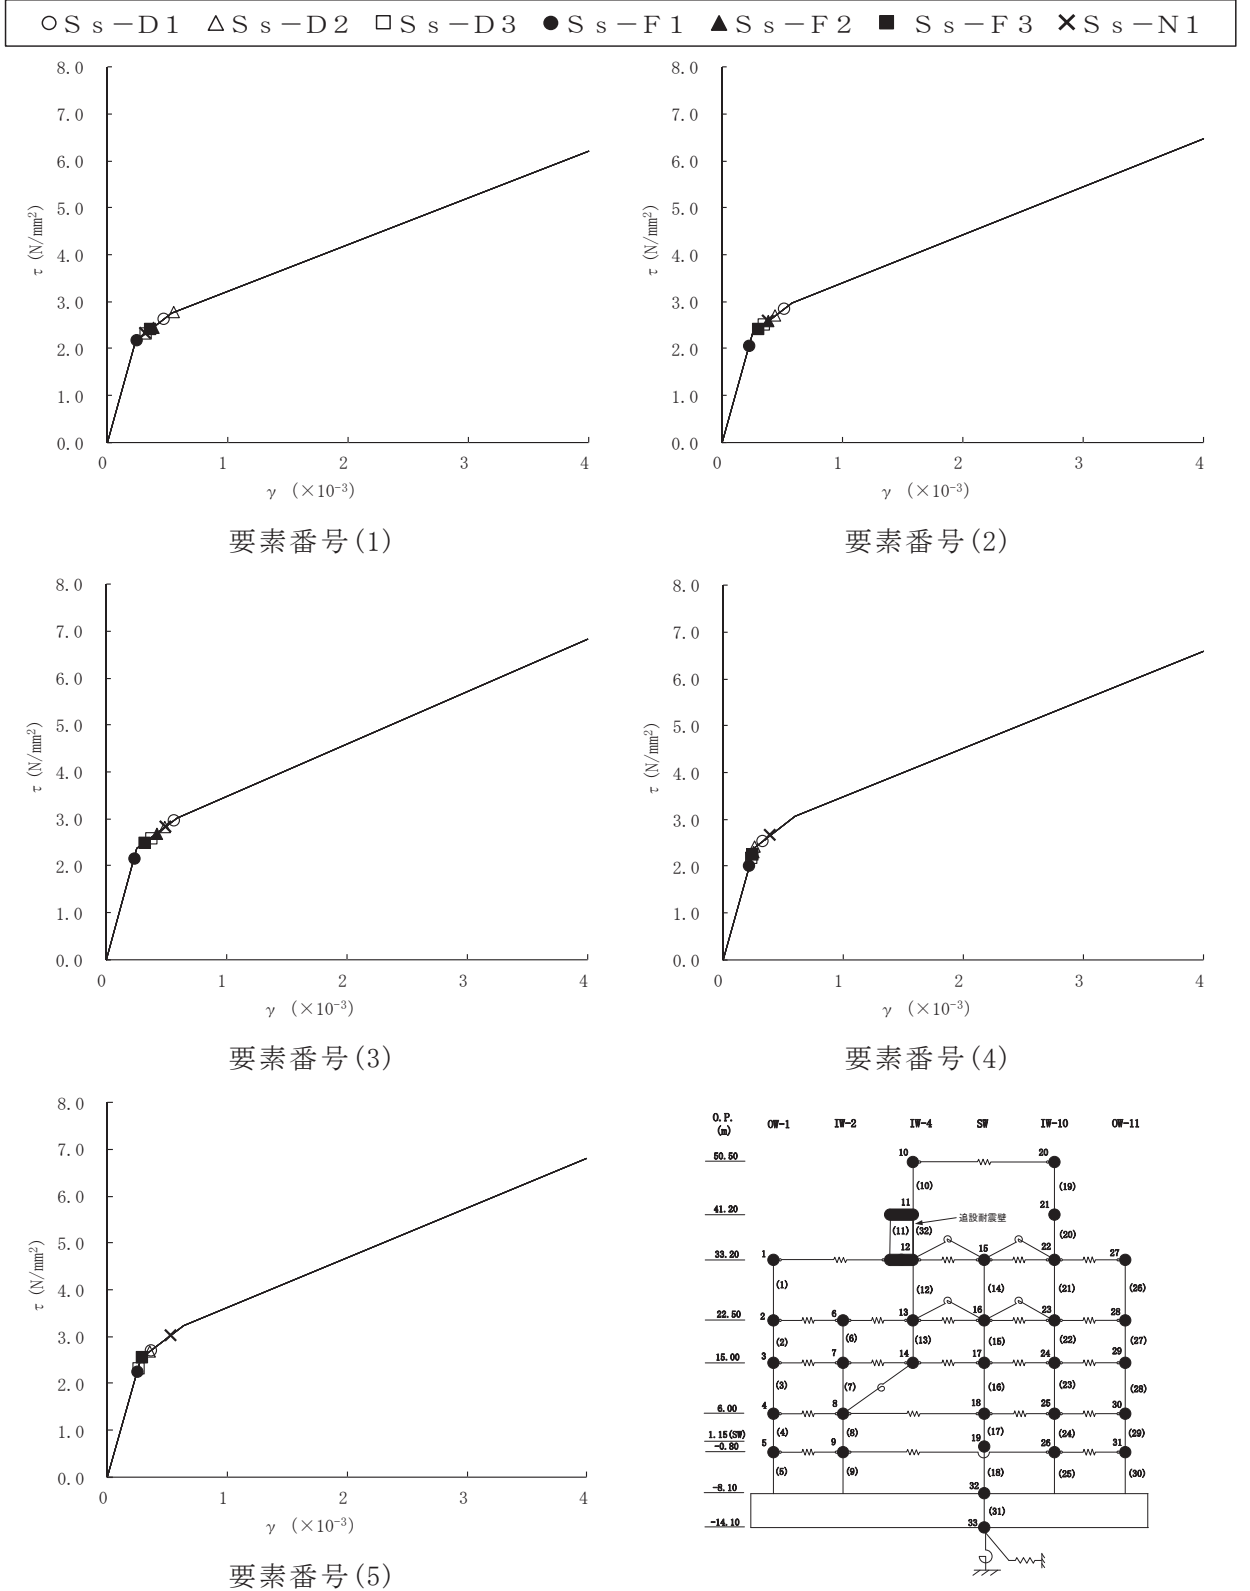 ○Ｓｓ－Ｄ１ △Ｓｓ－Ｄ２ □Ｓｓ－Ｄ３ ●Ｓｓ－Ｆ１ ▲Ｓｓ－Ｆ２ ■ Ｓｓ－Ｆ３ ×Ｓｓ－Ｎ１
8.0
7.0
6.0
5.0
4.0
3.0
2.0
1.0
0.0
τ (N/mm²)
0 1 2 3 4
γ （×10⁻³）
要素番号(1)
8.0
7.0
6.0
5.0
4.0
3.0
2.0
1.0
0.0
τ (N/mm²)
0 1 2 3 4
γ （×10⁻³）
要素番号(2)
8.0
7.0
6.0
5.0
4.0
3.0
2.0
1.0
0.0
τ (N/mm²)
0 1 2 3 4
γ （×10⁻³）
要素番号(3)
8.0
7.0
6.0
5.0
4.0
3.0
2.0
1.0
0.0
τ (N/mm²)
0 1 2 3 4
γ （×10⁻³）
要素番号(4)
8.0
7.0
6.0
5.0
4.0
3.0
2.0
1.0
0.0
τ (N/mm²)
0 1 2 3 4
γ （×10⁻³）
要素番号(5)
O.P. (m) OW-1 IW-2 IW-4 SW IW-10 OW-11
50.50 10 20
(10) (19)
41.20 11 21
追設耐震壁
(11) (32) (20)
33.20 1 12 15 22 27
(1) (12) (14) (21) (26)
22.50 2 6 13 16 23 28
(2) (6) (13) (15) (22) (27)
15.00 3 7 14 17 24 29
(3) (7) (16) (23) (28)
6.00 4 8 18 25 30
(4) (8) (17) (24) (29)
1.15(SW) 19
-0.80 5 9 26 31
(5) (9) (18) (25) (30)
-8.10 32
(31)
-14.10 33